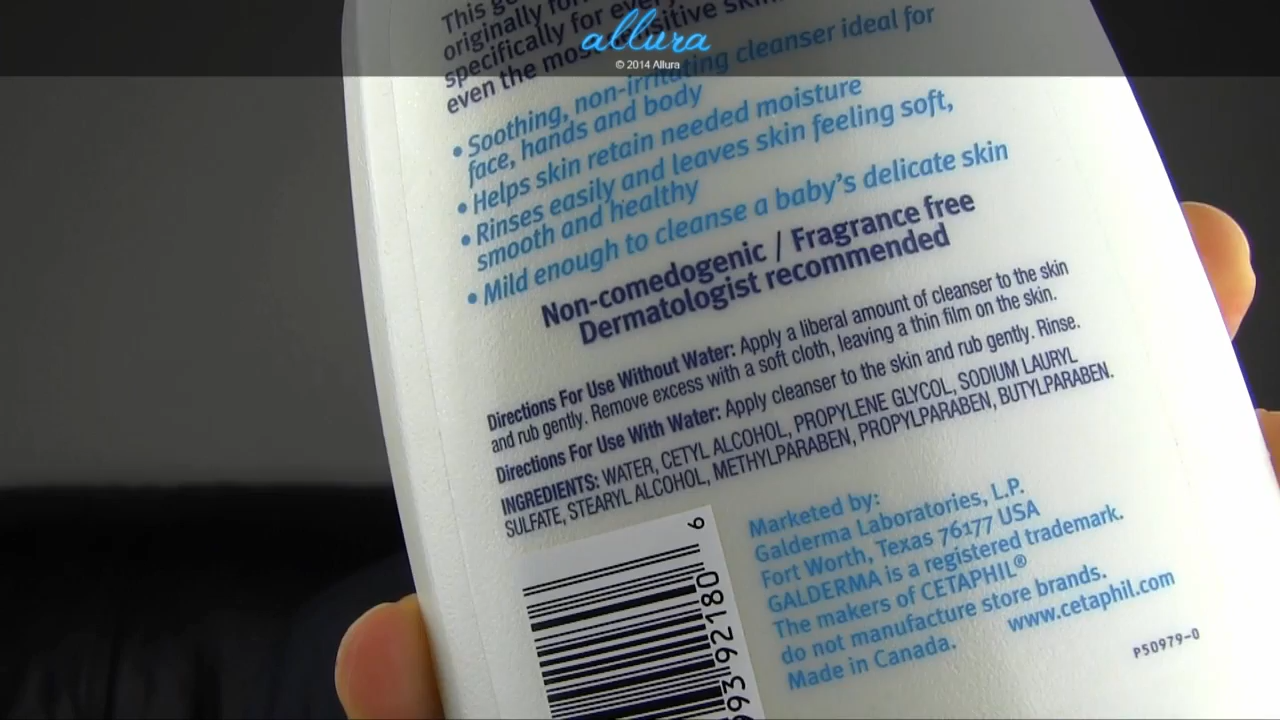 allura
© 2014 Allura
This
originally
specifically for every
even the most sensitive
• Soothing, non-irritating cleanser ideal for
face, hands and body
• Helps skin retain needed moisture
• Rinses easily and leaves skin feeling soft,
smooth and healthy
• Mild enough to cleanse a baby's delicate skin
Non-comedogenic / Fragrance free
Dermatologist recommended
Directions For Use Without Water: Apply a liberal amount of cleanser to the skin
and rub gently. Remove excess with a soft cloth, leaving a thin film on the skin.
Directions For Use With Water: Apply cleanser to the skin and rub gently. Rinse.
INGREDIENTS: WATER, CETYL ALCOHOL, PROPYLENE GLYCOL, SODIUM LAURYL
SULFATE, STEARYL ALCOHOL, METHYLPARABEN, PROPYLPARABEN, BUTYLPARABEN.
Marketed by:
Galderma Laboratories, L.P.
Fort Worth, Texas 76177 USA
GALDERMA is a registered trademark.
The makers of CETAPHIL®
do not manufacture store brands.
Made in Canada. www.cetaphil.com
P50979-0
93 92180 6